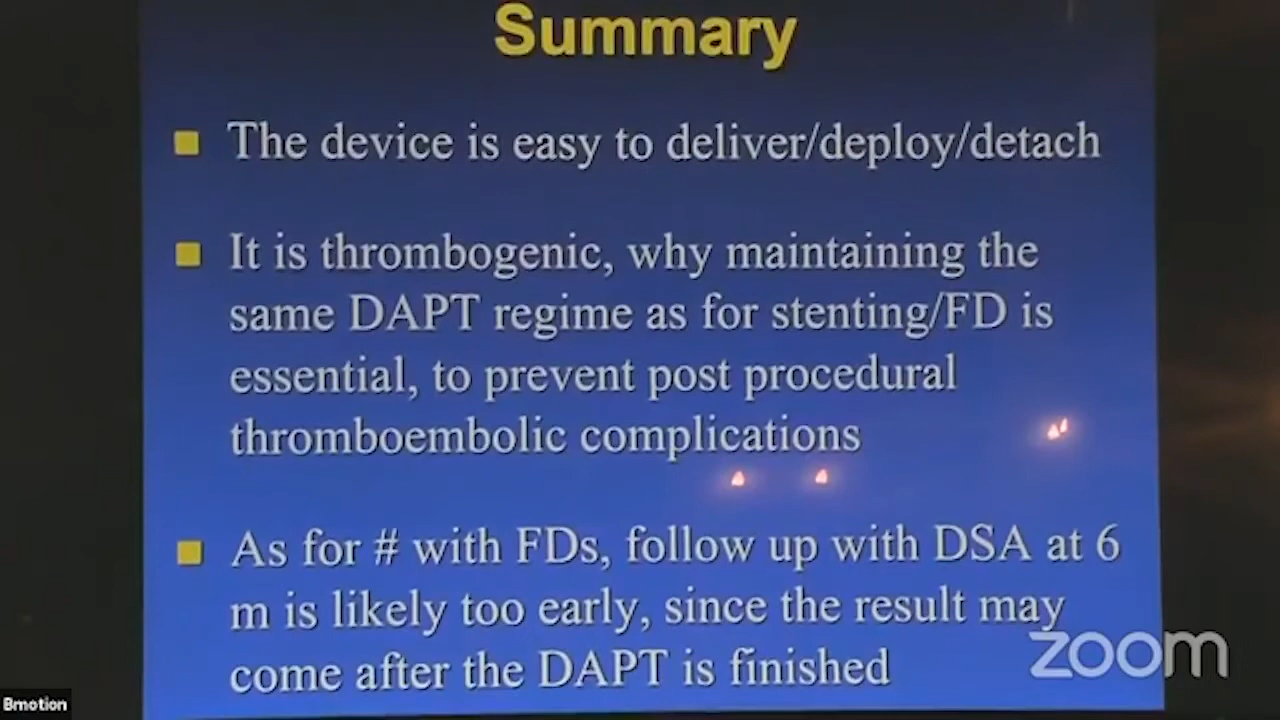 Summary
The device is easy to deliver/deploy/detach
It is thrombogenic, why maintaining the
same DAPT regime as for stenting/FD is
essential, to prevent post procedural
thromboembolic complications
As for # with FDs, follow up with DSA at 6
m is likely too early, since the result may
come after the DAPT is finished
zoom
Bmotion